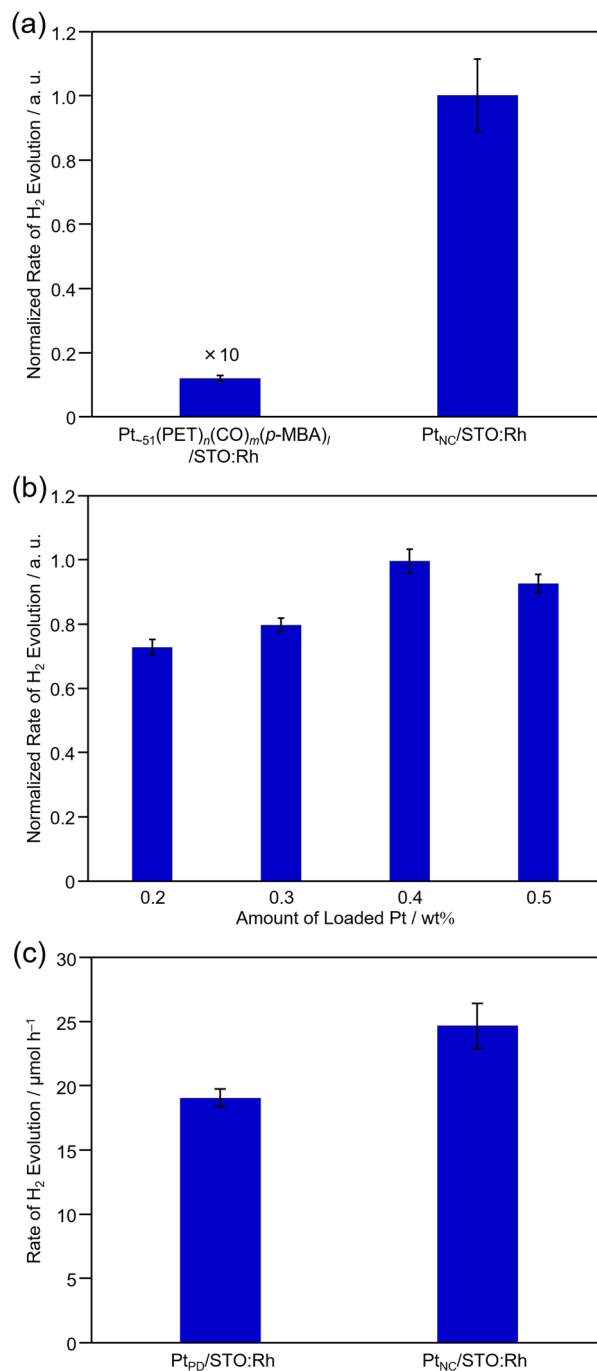 (a)
Normalized Rate of H₂ Evolution / a. u.
1.2
1.0
0.8
0.6
0.4
0.2
0
× 10
Pt~51(PET)n(CO)m(p-MBA)l
/STO:Rh
PtNC/STO:Rh
(b)
Normalized Rate of H₂ Evolution / a. u.
1.2
1.0
0.8
0.6
0.4
0.2
0
0.2 0.3 0.4 0.5
Amount of Loaded Pt / wt%
(c)
Rate of H₂ Evolution / μmol h⁻¹
30
25
20
15
10
5
0
PtPD/STO:Rh PtNC/STO:Rh